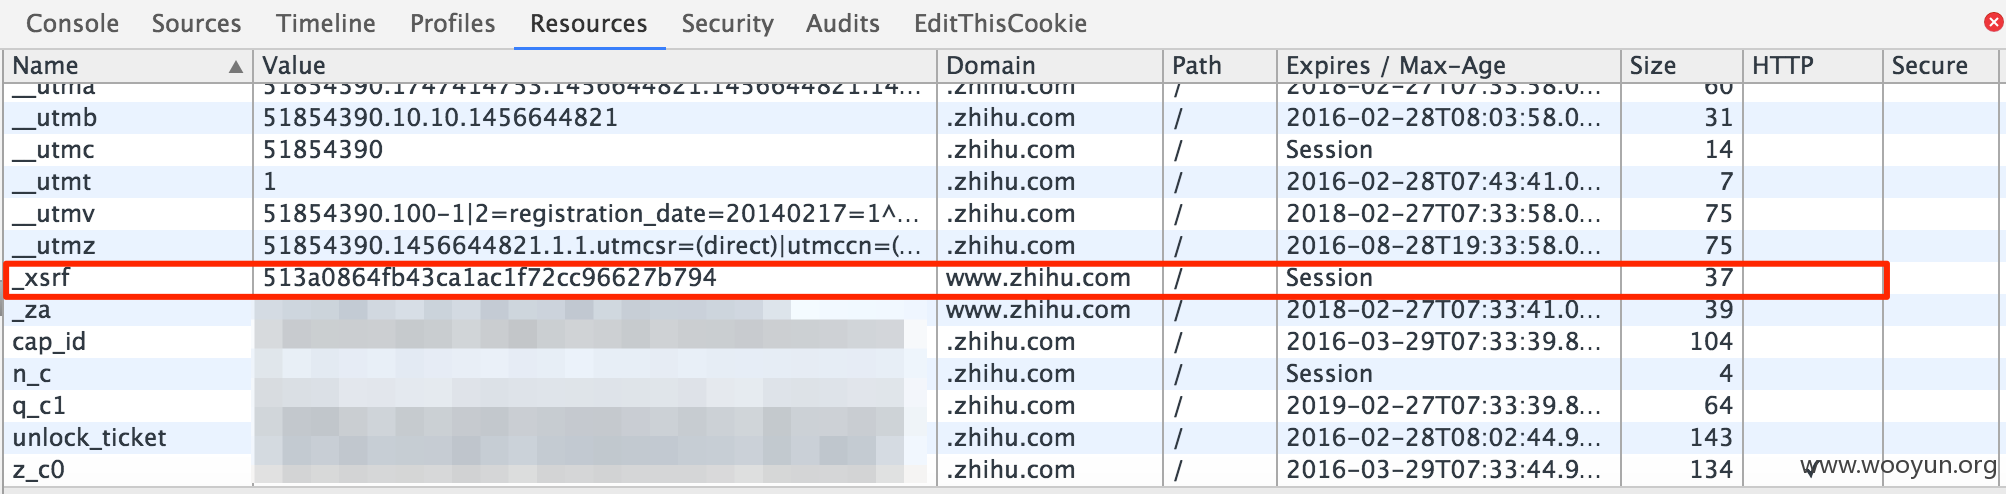 Console Sources Timeline Profiles Resources Security Audits EditThisCookie
Name Value Domain Path Expires / Max-Age Size HTTP Secure
__utma 51854390.1747414753.1456644821.1456644821.14... .zhihu.com / 2018-02-27T07:33:58.0... 60
__utmb 51854390.10.10.1456644821 .zhihu.com / 2016-02-28T08:03:58.0... 31
__utmc 51854390 .zhihu.com / Session 14
__utmt 1 .zhihu.com / 2016-02-28T07:43:41.0... 7
__utmv 51854390.100-1|2=registration_date=20140217=1^... .zhihu.com / 2018-02-27T07:33:58.0... 75
__utmz 51854390.1456644821.1.1.utmcsr=(direct)|utmccn=(... .zhihu.com / 2016-08-28T19:33:58.0... 75
_xsrf 513a0864fb43ca1ac1f72cc96627b794 www.zhihu.com / Session 37
_za www.zhihu.com / 2018-02-27T07:33:41.0... 39
cap_id .zhihu.com / 2016-03-29T07:33:39.8... 104
n_c .zhihu.com / Session 4
q_c1 .zhihu.com / 2019-02-27T07:33:39.8... 64
unlock_ticket .zhihu.com / 2016-02-28T08:02:44.9... 143
z_c0 .zhihu.com / 2016-03-29T07:33:44.9... 134 ✓
www.wooyun.org